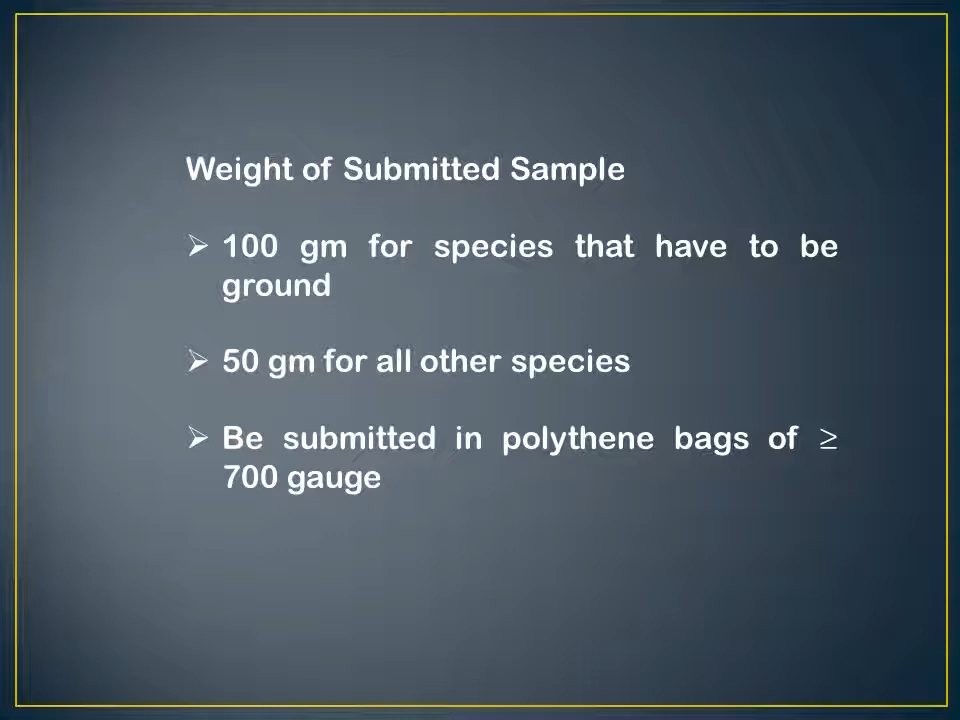 Weight of Submitted Sample
➢ 100 gm for species that have to be
ground
➢ 50 gm for all other species
➢ Be submitted in polythene bags of ≥
700 gauge